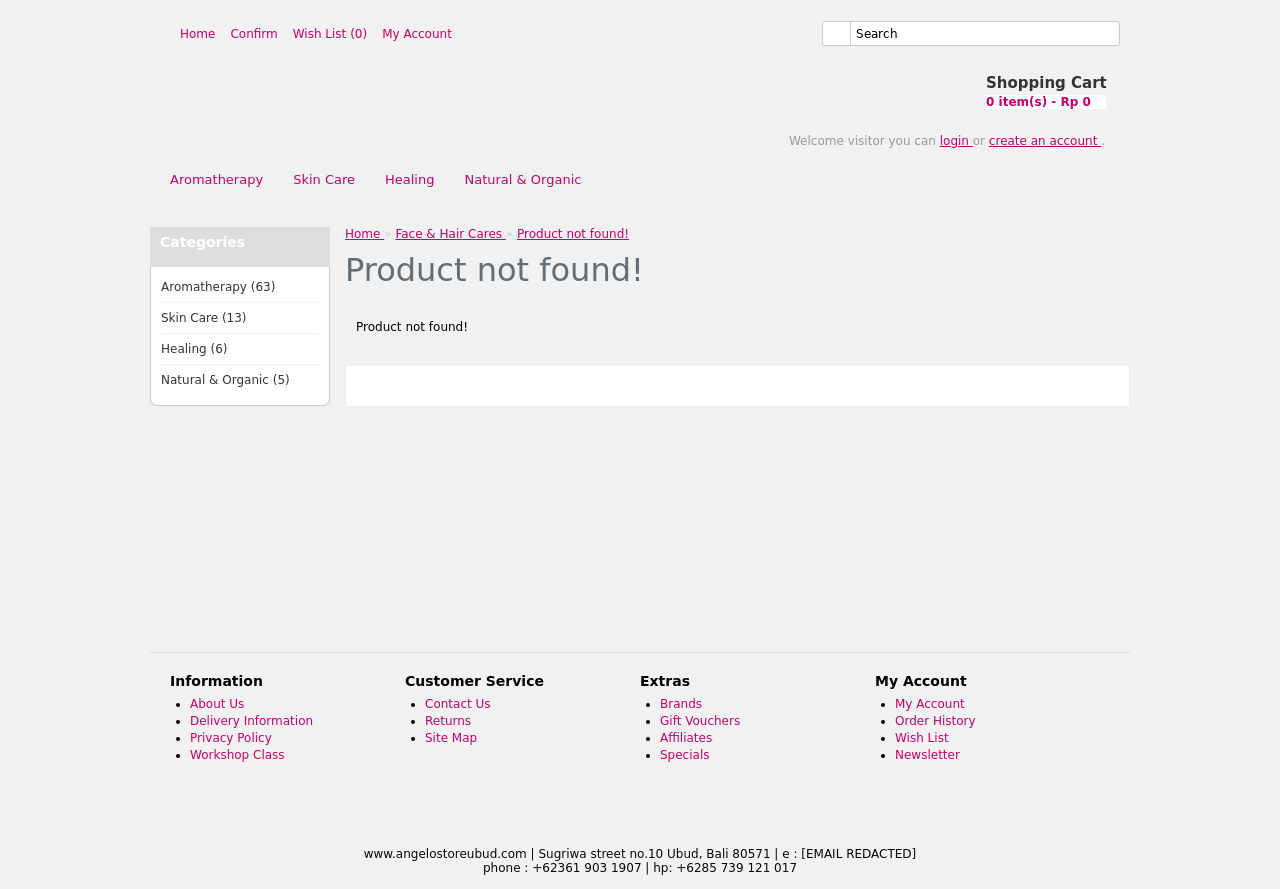 Home Confirm Wish List (0) My Account
Search
Shopping Cart
0 item(s) - Rp 0
Welcome visitor you can login or create an account .
Aromatherapy Skin Care Healing Natural & Organic
Categories
Aromatherapy (63)
Skin Care (13)
Healing (6)
Natural & Organic (5)
Home » Face & Hair Cares » Product not found!
Product not found!
Product not found!
Information
• About Us
• Delivery Information
• Privacy Policy
• Workshop Class
Customer Service
• Contact Us
• Returns
• Site Map
Extras
• Brands
• Gift Vouchers
• Affiliates
• Specials
My Account
• My Account
• Order History
• Wish List
• Newsletter
www.angelostoreubud.com | Sugriwa street no.10 Ubud, Bali 80571 | e : [EMAIL REDACTED]
phone : +62361 903 1907 | hp: +6285 739 121 017